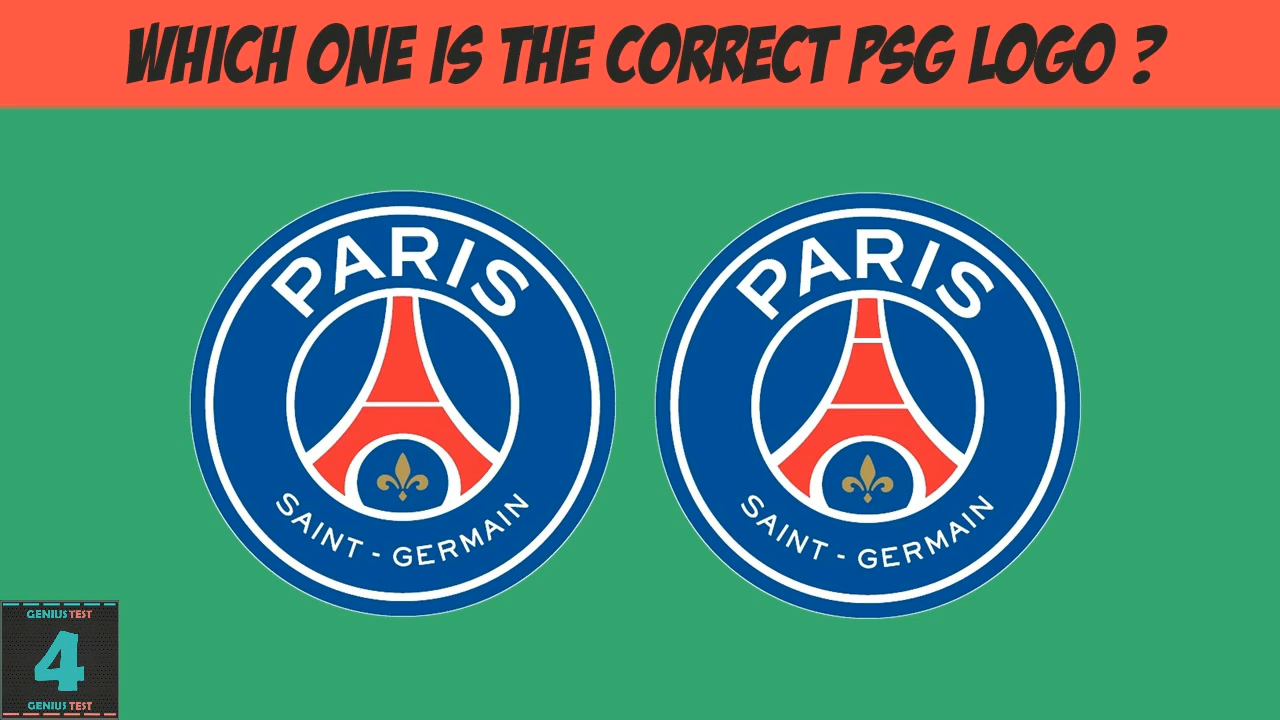 WHICH ONE IS THE CORRECT PSG LOGO ?
PARIS
SAINT - GERMAIN
PARIS
SAINT - GERMAIN
GENIUS TEST
4
GENIUS TEST